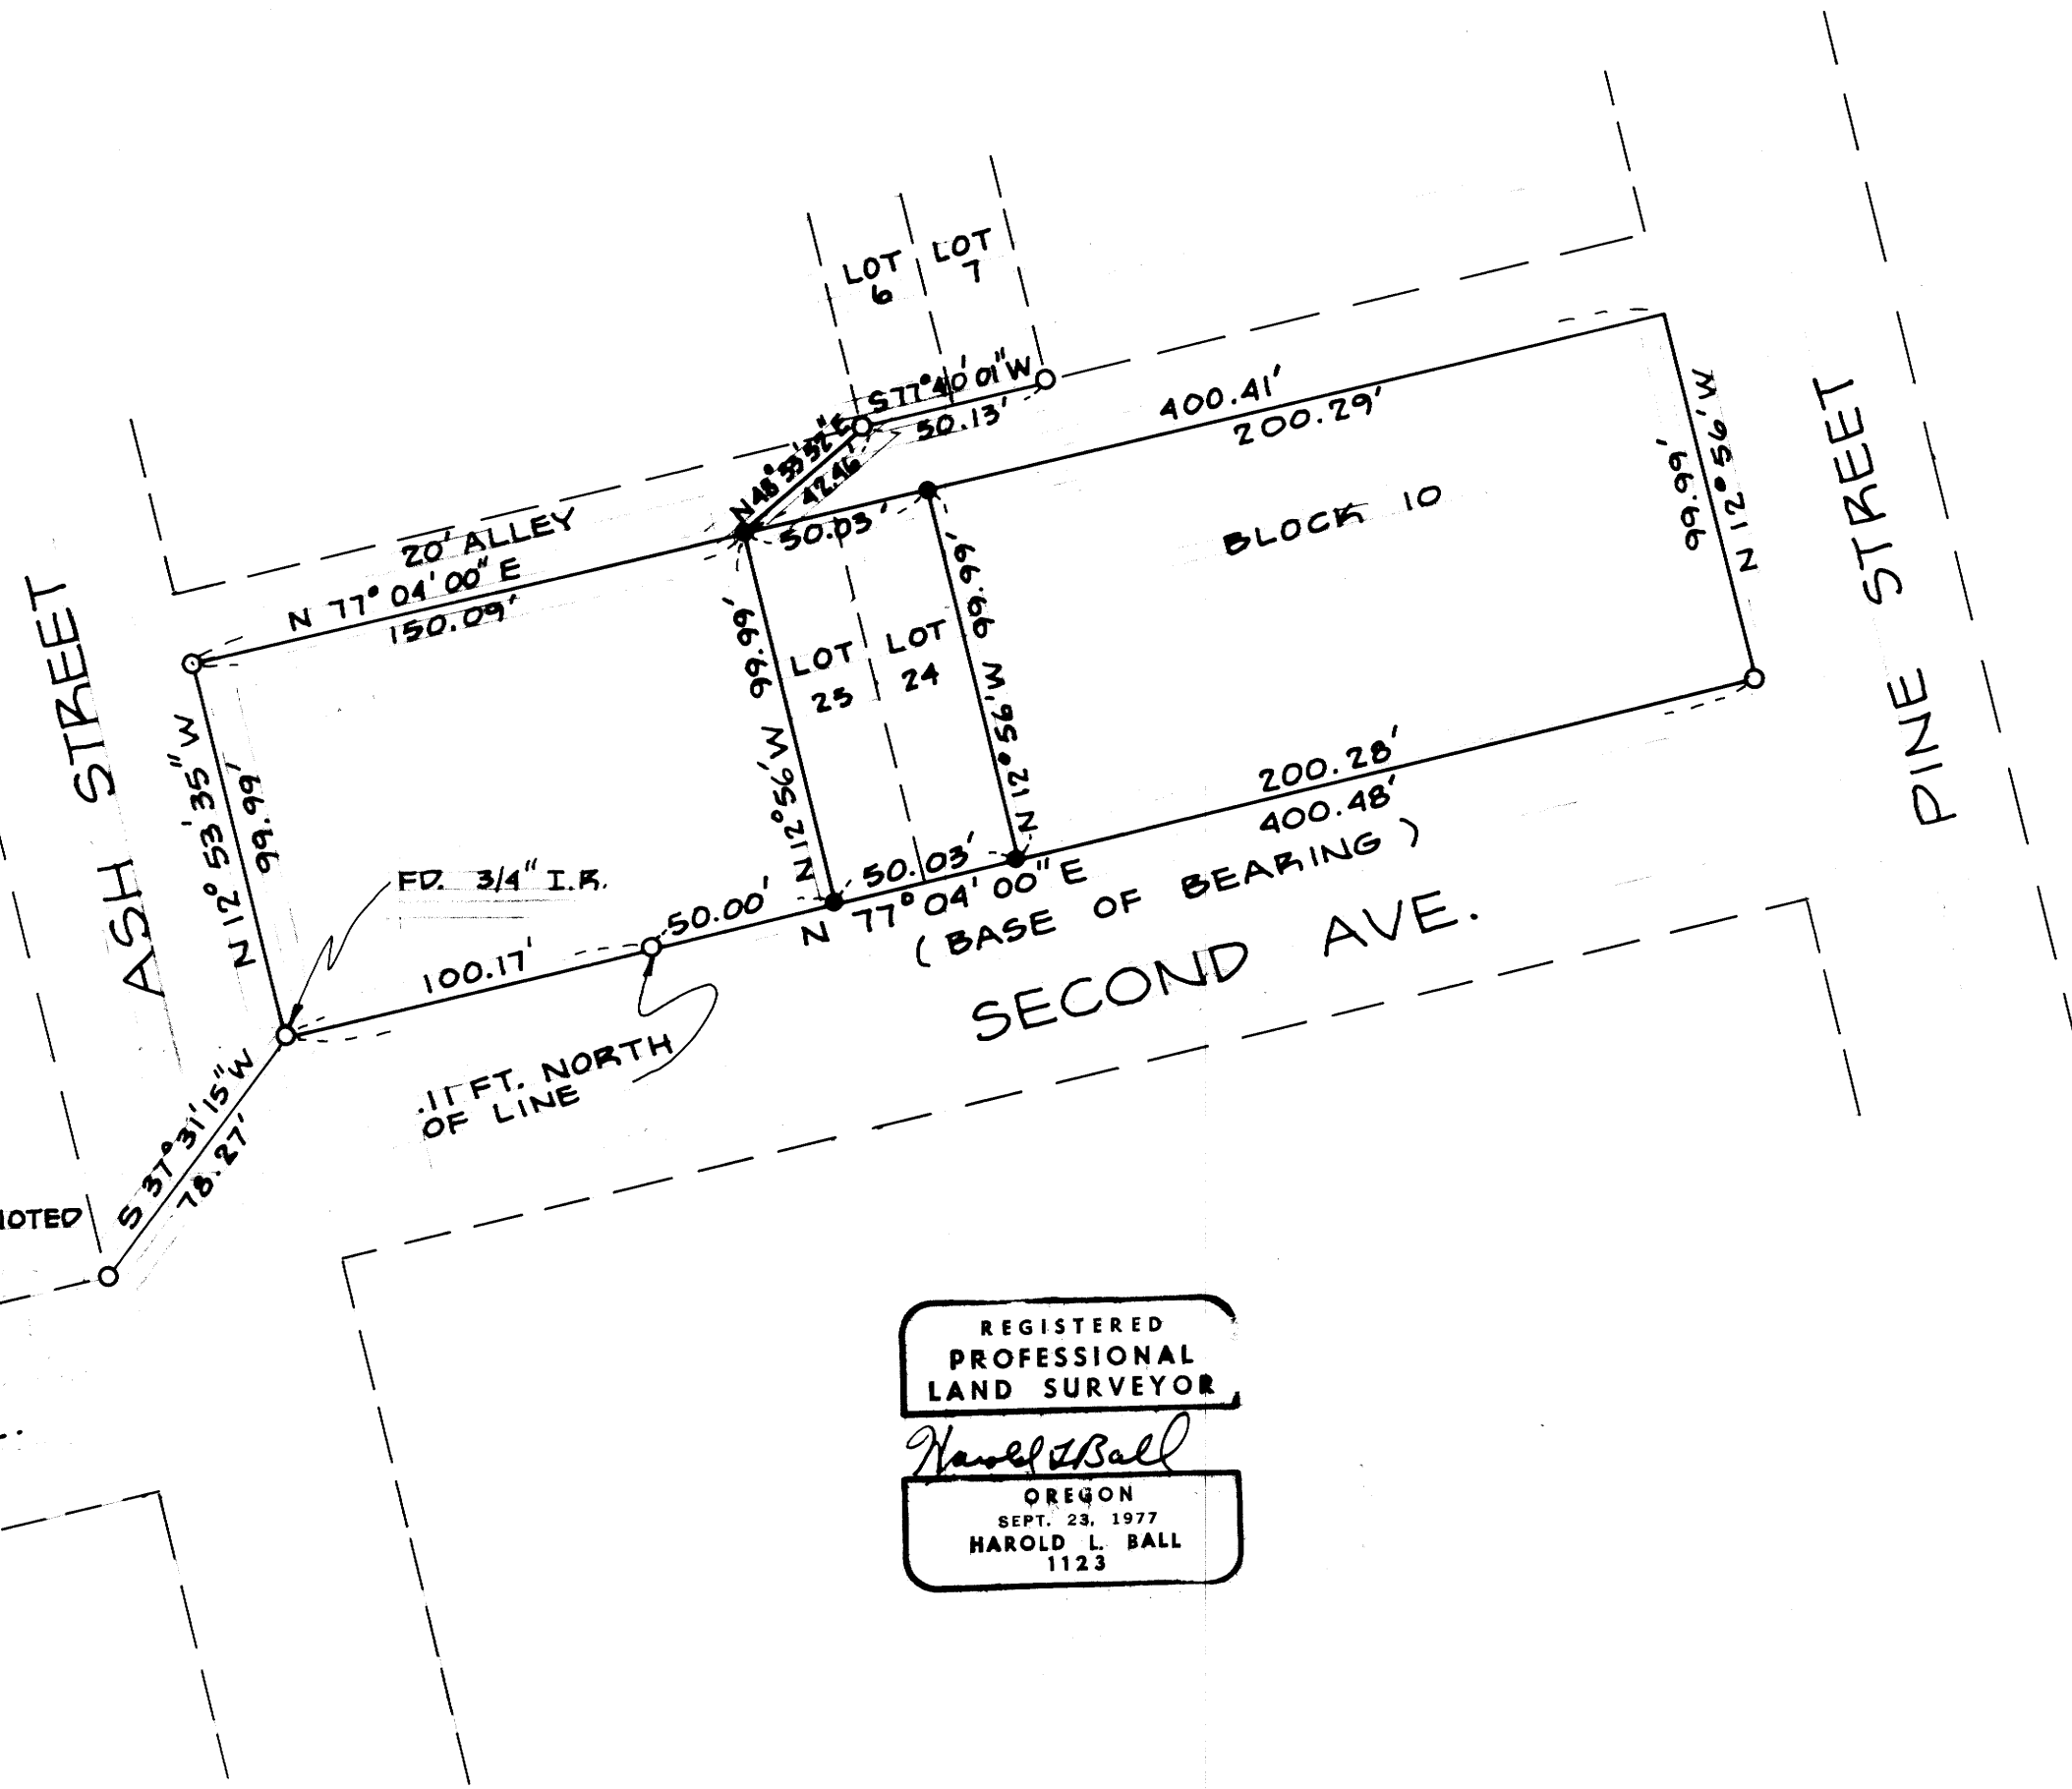 LOT
6
LOT
7
S 77° 40' 01" W
50.13'
42.46'
400.41'
200.29'
20' ALLEY
N 77° 04' 00" E
150.09'
50.03'
BLOCK 10
99.99'
N 12° 56' W
PINE STREET
ASH STREET
N 12° 53' 35" W
99.99'
99.99'
N 12° 56' W
LOT
25
LOT
24
99.99'
N 12° 56' W
200.28'
400.48'
FD. 3/4" I.R.
100.17'
50.00'
50.03'
N 77° 04' 00" E
(BASE OF BEARING)
SECOND AVE.
.11 FT. NORTH
OF LINE
S 37° 31' 15" W
78.27'
NOTED
REGISTERED
PROFESSIONAL
LAND SURVEYOR
Harold L Ball
OREGON
SEPT. 23, 1977
HAROLD L. BALL
1123